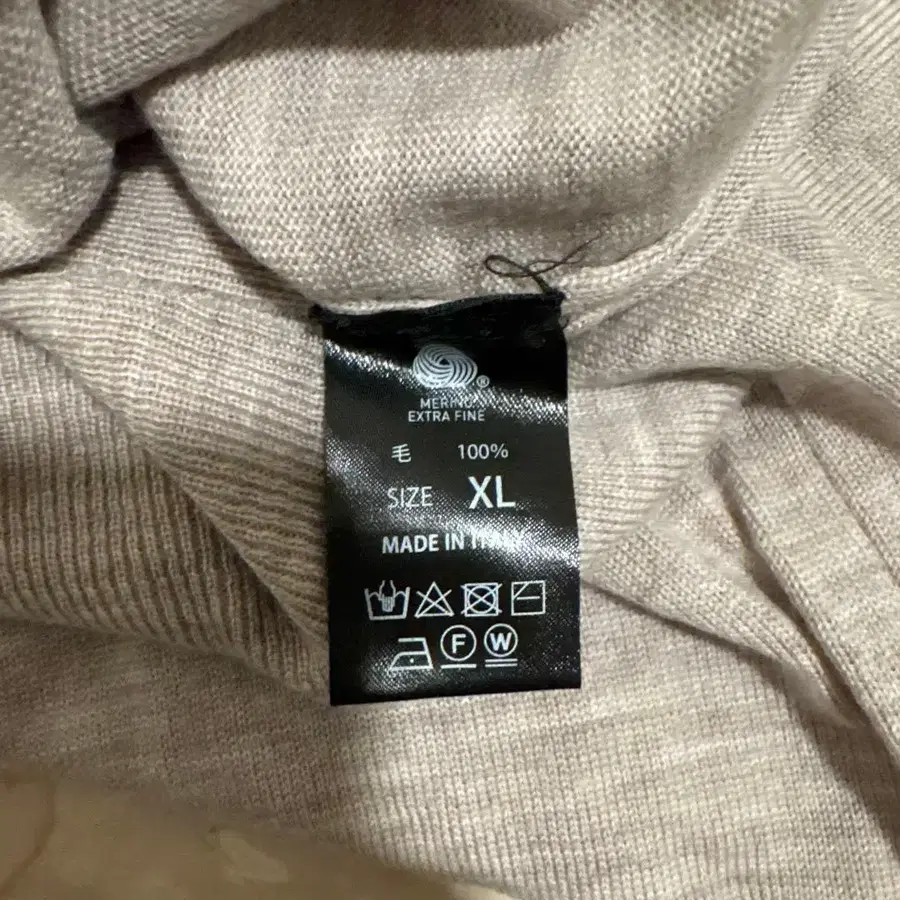 ®
MERINO
EXTRA FINE
毛 100%
SIZE XL
MADE IN ITALY
F W